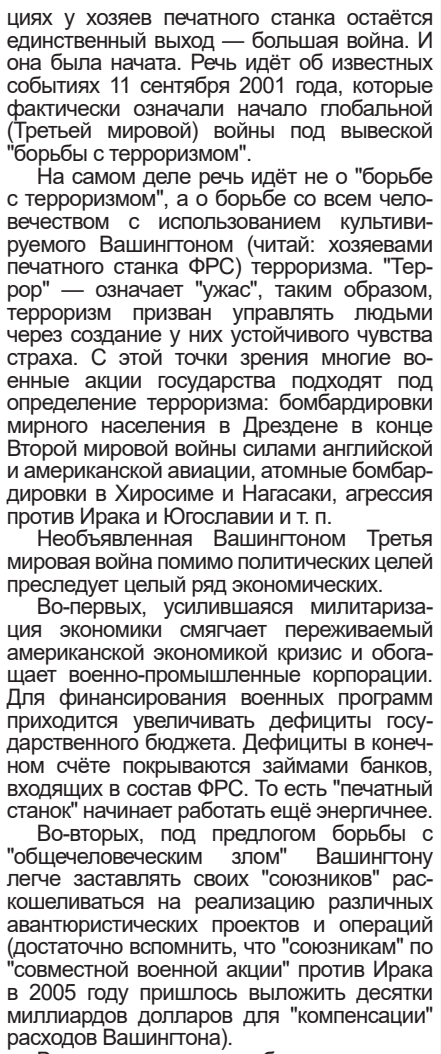 циях у хозяев печатного станка остаётся
единственный выход — большая война. И
она была начата. Речь идёт об известных
событиях 11 сентября 2001 года, которые
фактически означали начало глобальной
(Третьей мировой) войны под вывеской
"борьбы с терроризмом".
На самом деле речь идёт не о "борьбе
с терроризмом", а о борьбе со всем чело-
вечеством с использованием культиви-
руемого Вашингтоном (читай: хозяевами
печатного станка ФРС) терроризма. "Тер-
рор" — означает "ужас", таким образом,
терроризм призван управлять людьми
через создание у них устойчивого чувства
страха. С этой точки зрения многие во-
енные акции государства подходят под
определение терроризма: бомбардировки
мирного населения в Дрездене в конце
Второй мировой войны силами английской
и американской авиации, атомные бомбар-
дировки в Хиросиме и Нагасаки, агрессия
против Ирака и Югославии и т. п.
Необъявленная Вашингтоном Третья
мировая война помимо политических целей
преследует целый ряд экономических.
Во-первых, усилившаяся милитариза-
ция экономики смягчает переживаемый
американской экономикой кризис и обога-
щает военно-промышленные корпорации.
Для финансирования военных программ
приходится увеличивать дефициты госу-
дарственного бюджета. Дефициты в конеч-
ном счёте покрываются займами банков,
входящих в состав ФРС. То есть "печатный
станок" начинает работать ещё энергичнее.
Во-вторых, под предлогом борьбы с
"общечеловеческим злом" Вашингтону
легче заставлять своих "союзников" рас-
кошеливаться на реализацию различных
авантюристических проектов и операций
(достаточно вспомнить, что "союзникам" по
"совместной военной акции" против Ирака
в 2005 году пришлось выложить десятки
миллиардов долларов для "компенсации"
расходов Вашингтона).